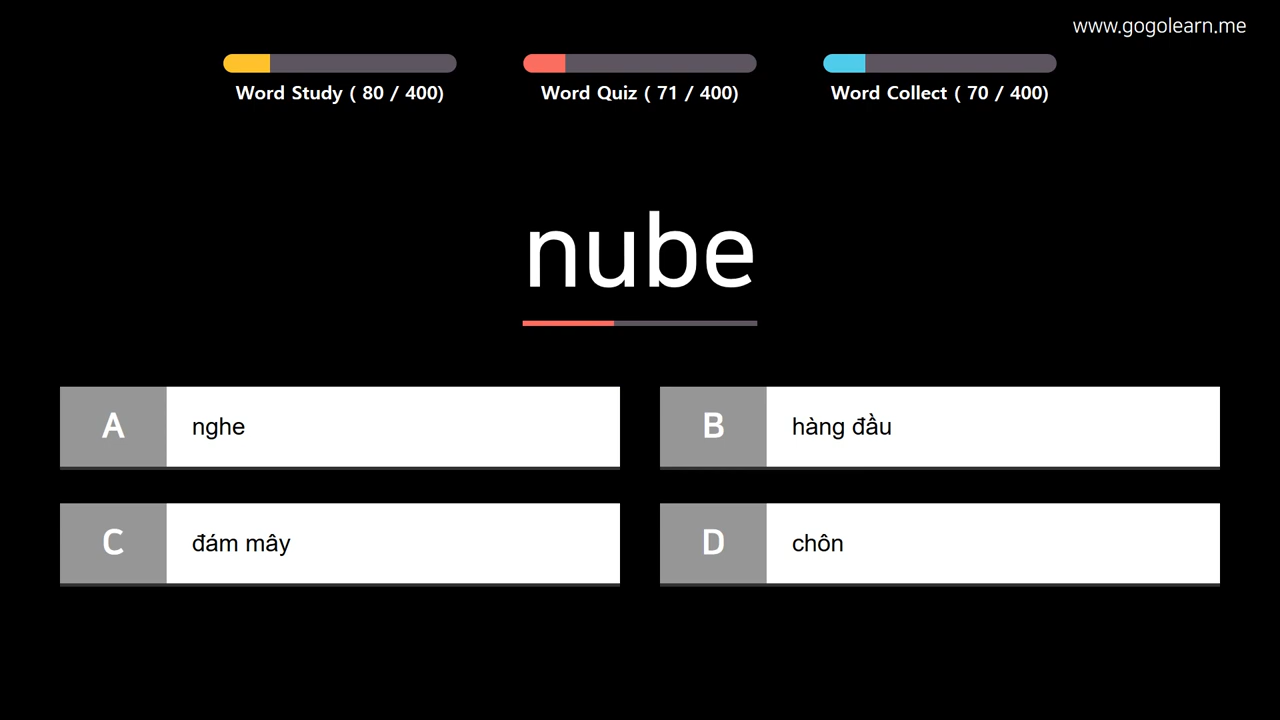 www.gogolearn.me
Word Study ( 80 / 400)
Word Quiz ( 71 / 400)
Word Collect ( 70 / 400)
nube
A nghe
B hàng đầu
C đám mây
D chôn